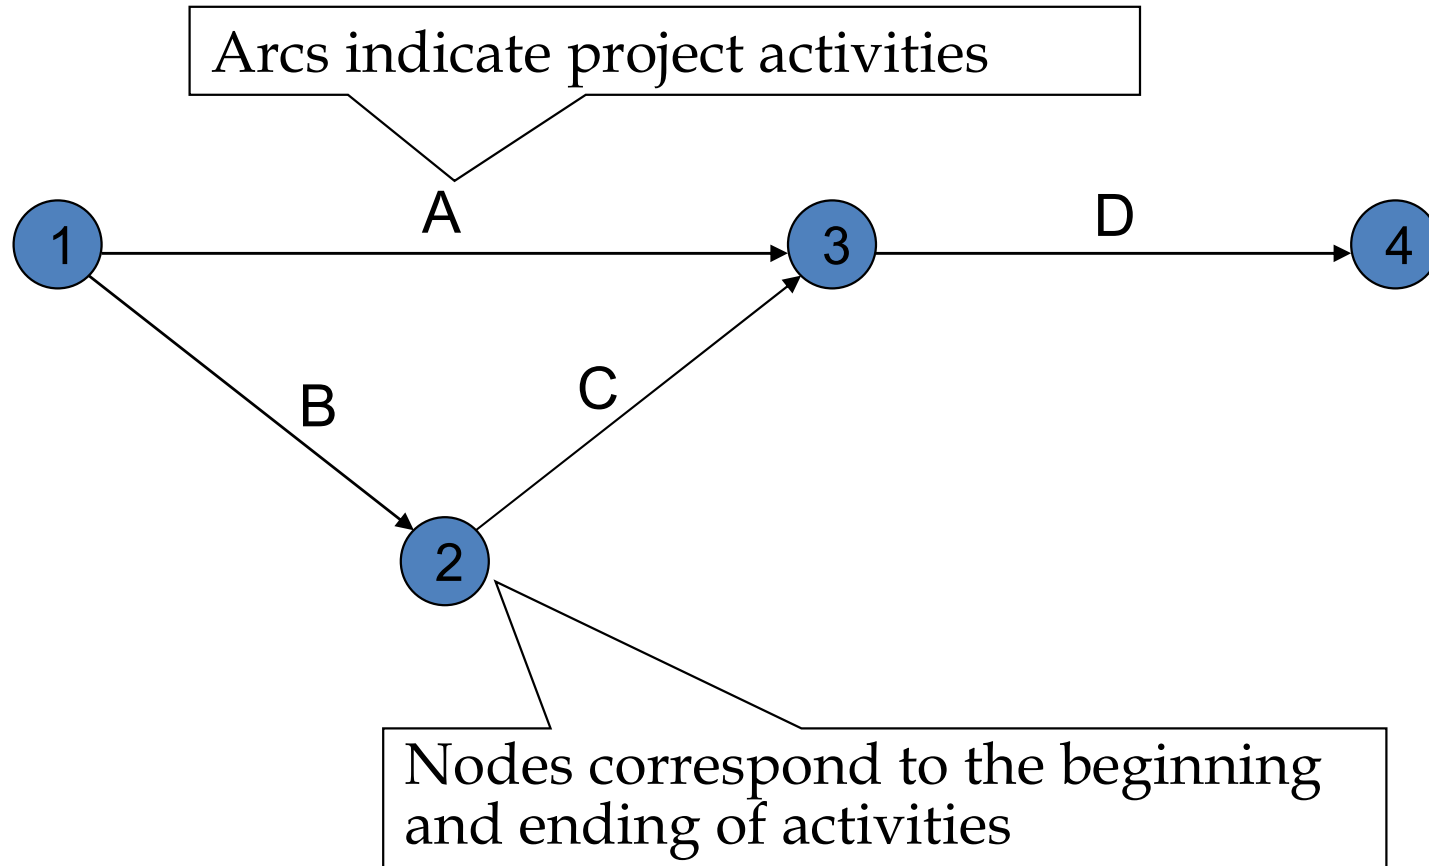 Arcs indicate project activities
A
D
1
3
4
B
C
2
Nodes correspond to the beginning
and ending of activities